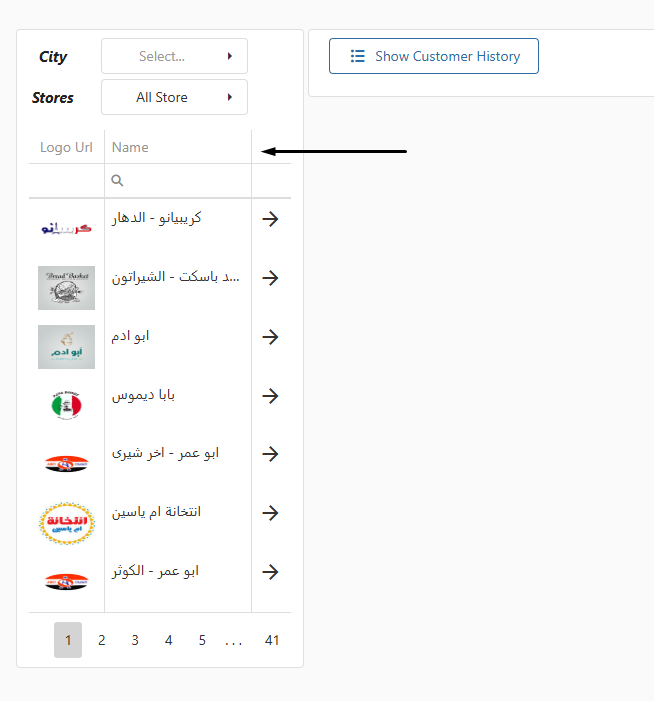 City
Select...
Stores
All Store
Show Customer History
Logo Url
Name
كريبيانو
كريبيانو - الدهار
Bread Basket
د باسكت - الشيراتون...
أبو ادم
ابو ادم
بابا ديموس
ابو عمر - اخر شيرى
انتخانة
ام ياسين
انتخانة ام ياسين
ابو عمر - الكوثر
1 2 3 4 5 ... 41